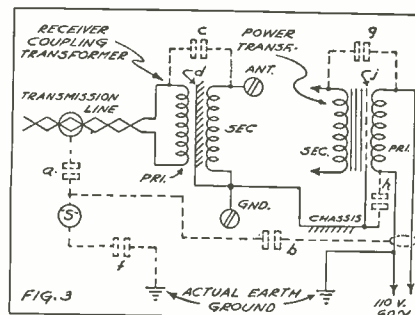 RECEIVER
COUPLING
TRANSFORMER
c
d
ANT.
POWER
TRANSF.
g
j
TRANSMISSION
LINE
SEC
SEC.
PRI.
a
PRI.
h
GND.
CHASSIS
S
b
f
FIG. 3
ACTUAL EARTH
GROUND
110 V.
60 ∿